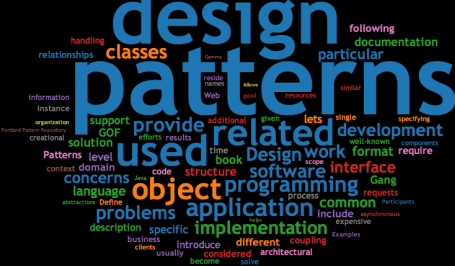 design
handling
following
relationships
classes
documentation
Gamma
particular
patterns
reside
names
Allows
information
Web
pool
resources
similar
instance
organization
support
provide
additional
given
lets
single
specifying
Portland Pattern Repository
GOF
efforts
results
related
development
creational
solution
used
time
well-known
components
Patterns
level
book
Design
work
format
require
context
domain
code
structure
software
scope
interface
concerns
Java
object
programming
Gang
language
process
requests
abstractions
Define
application
common
Participants
problems
include
asynchronous
helps
expensive
description
specific
implementation
Examples
business
introduce
different
coupling
clients
usually
considered
architectural
become
solve